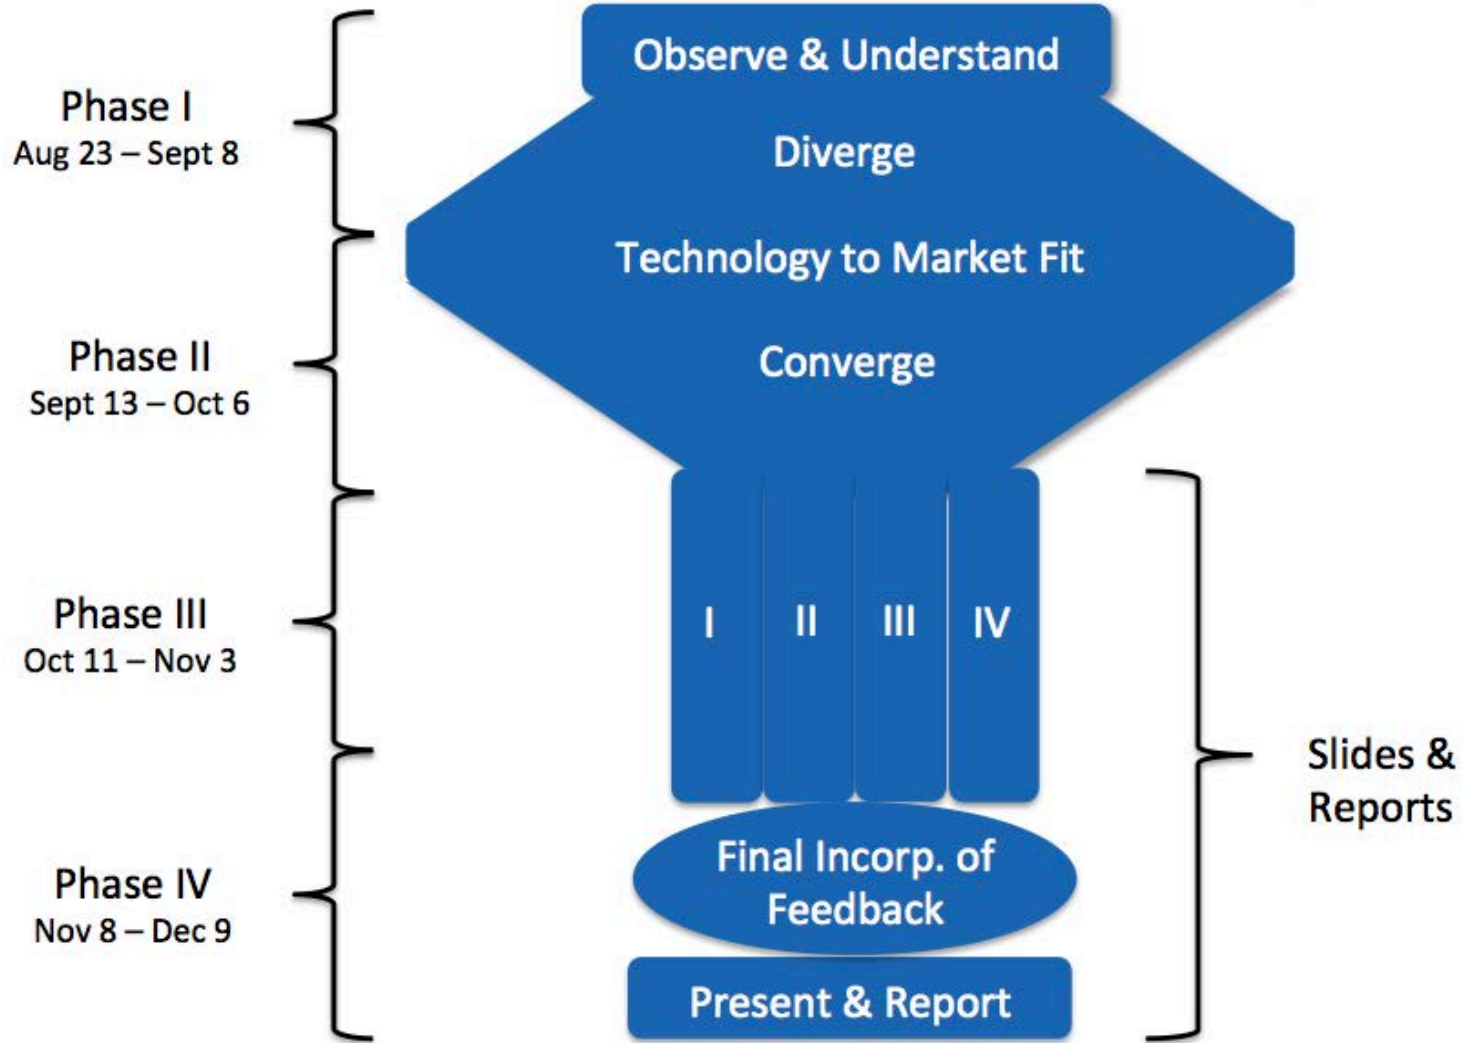 Observe & Understand
Phase I
Aug 23 – Sept 8
Diverge
Technology to Market Fit
Phase II
Sept 13 – Oct 6
Converge
Phase III
Oct 11 – Nov 3
I II III IV
Slides &
Reports
Phase IV
Nov 8 – Dec 9
Final Incorp. of
Feedback
Present & Report